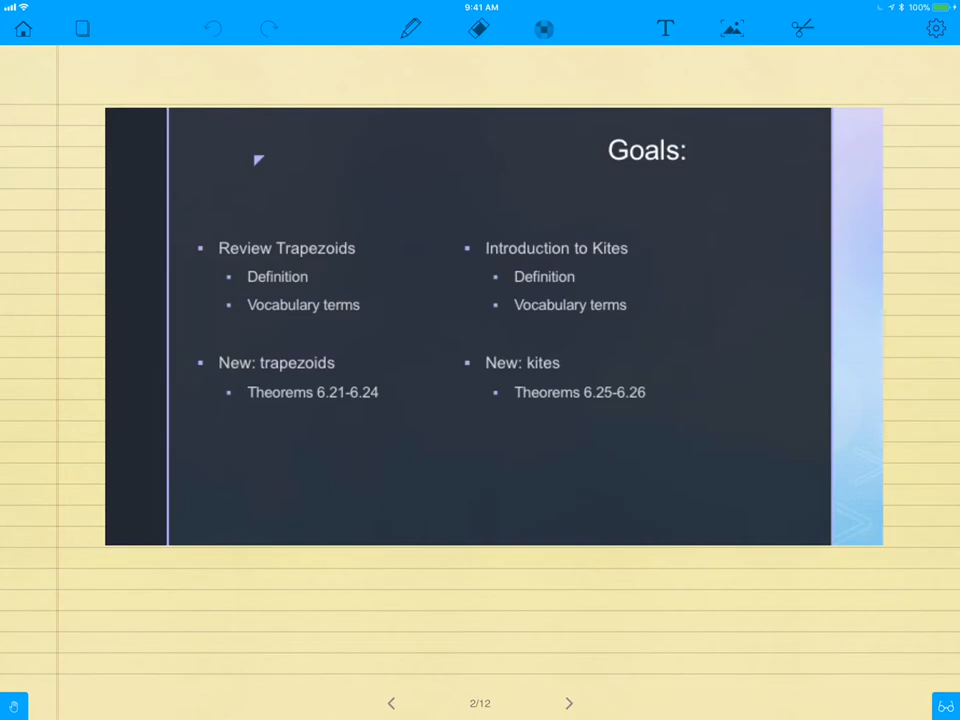 9:41 AM
100%
T
Goals:
Review Trapezoids
Definition
Vocabulary terms
New: trapezoids
Theorems 6.21-6.24
Introduction to Kites
Definition
Vocabulary terms
New: kites
Theorems 6.25-6.26
2/12